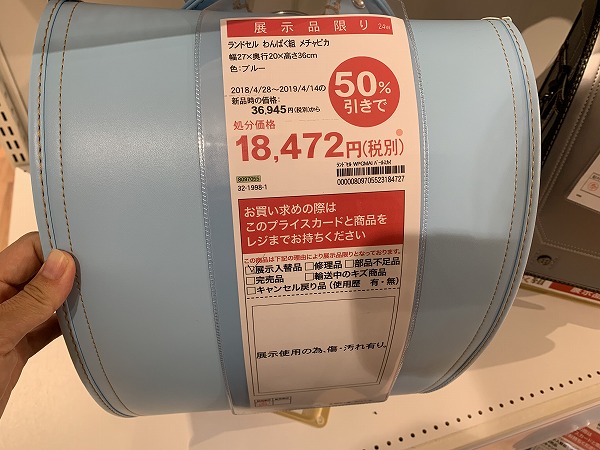 展示品限り
ランドセル わんぱく組 メチャピカ
幅27×奥行20×高さ36cm
色:ブルー
2018/4/28〜2019/4/14の
新品時の価格:
36,945円(税別)から
50%
引きで
処分価格
18,472円(税別)
8097055
32-1998-1
00000809705523184727
お買い求めの際は
このプライスカードと商品を
レジまでお持ちください
この商品は下記の理由により展示品限りとなっております。
展示入替品 修理品 部品不足品
完売品 輸送中のキズ商品
キャンセル戻り品(使用歴 有・無)
展示使用の為、傷・汚れ有り。